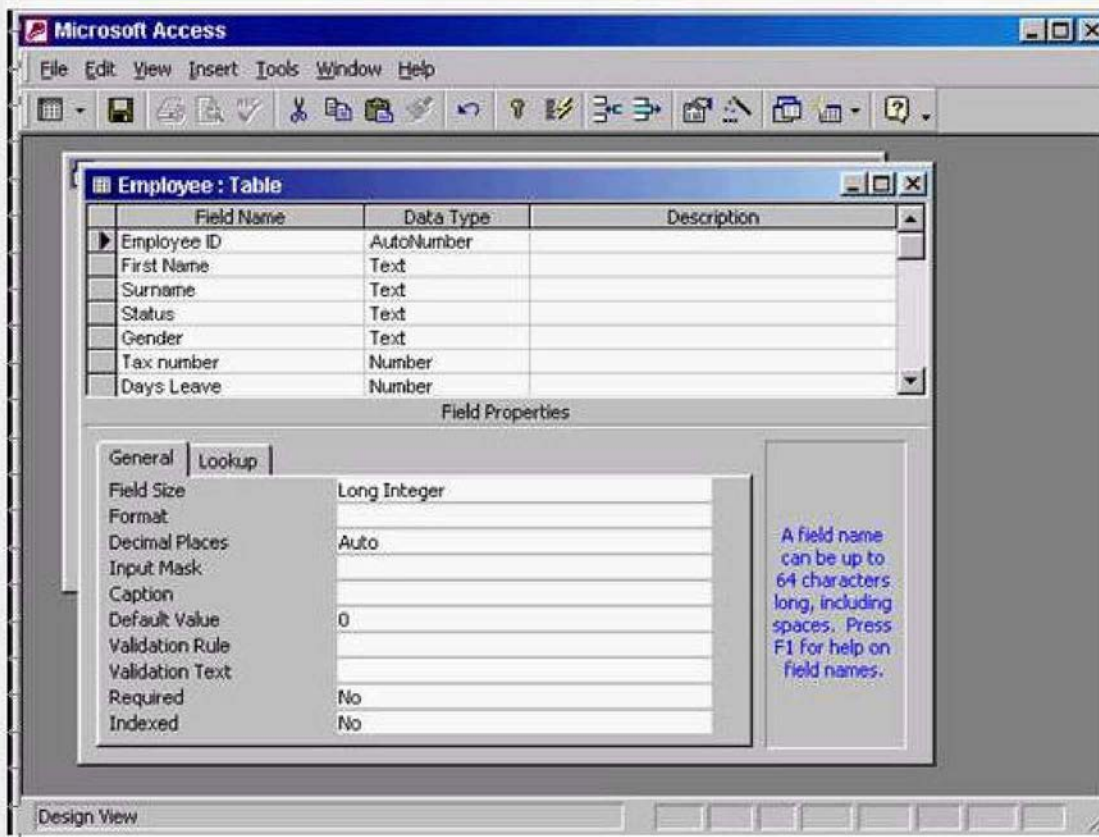 Microsoft Access
File Edit View Insert Tools Window Help
Employee : Table
Field Name Data Type Description
Employee ID AutoNumber
First Name Text
Surname Text
Status Text
Gender Text
Tax number Number
Days Leave Number
Field Properties
General Lookup
Field Size Long Integer
Format
Decimal Places Auto
Input Mask
Caption
Default Value 0
Validation Rule
Validation Text
Required No
Indexed No
A field name
can be up to
64 characters
long, including
spaces. Press
F1 for help on
field names.
Design View